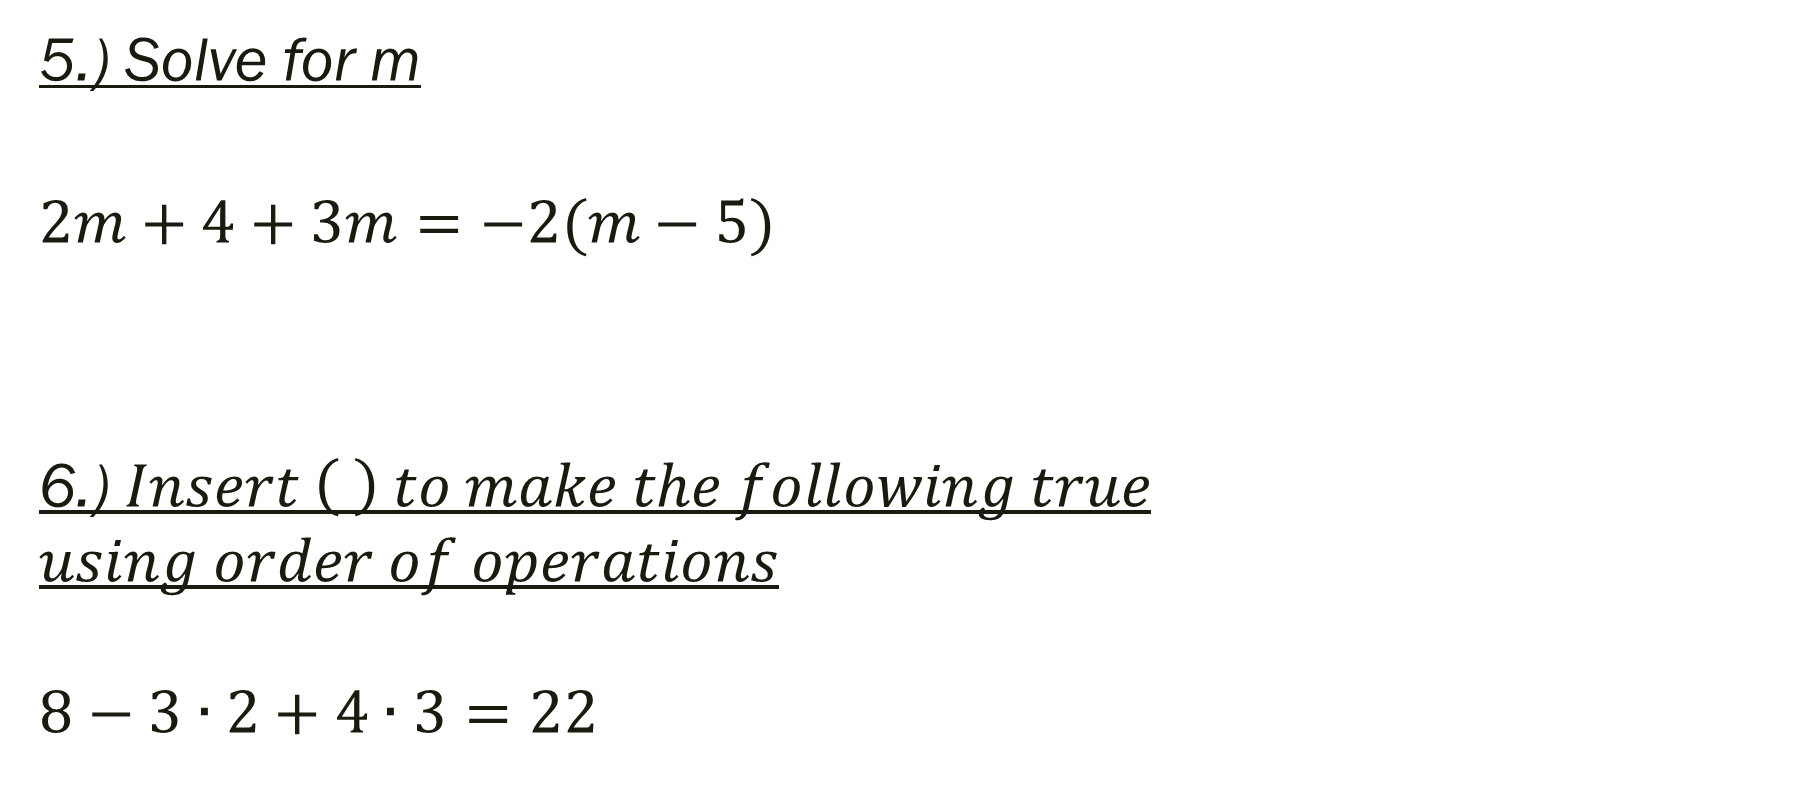 5.) Solve for m
2m + 4 + 3m = −2(m − 5)
6.) Insert ( ) to make the following true
using order of operations
8 − 3 · 2 + 4 · 3 = 22